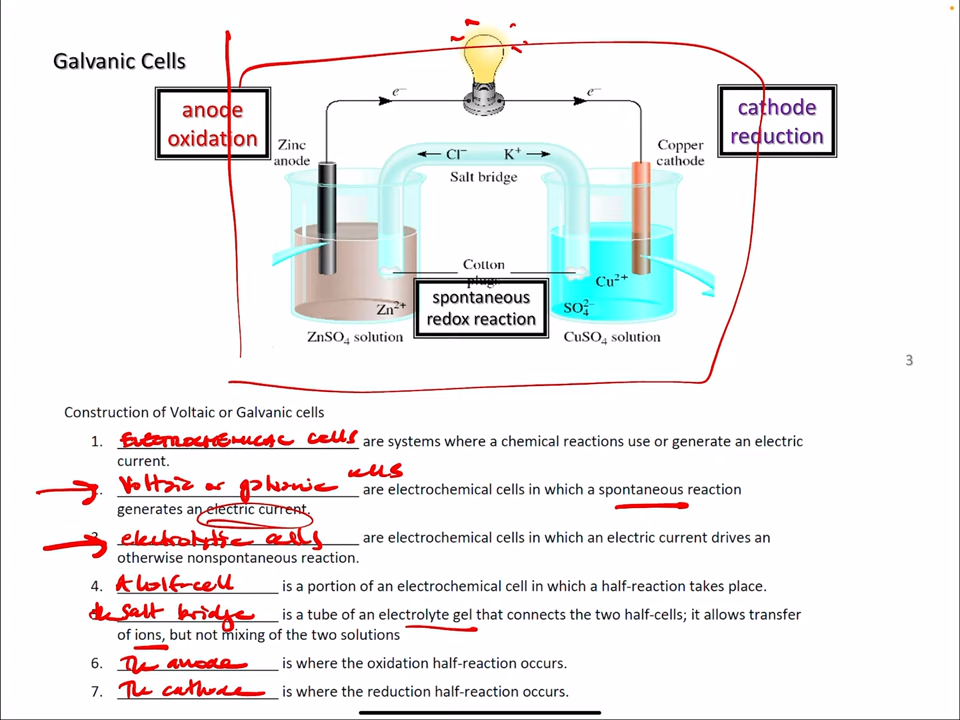 Galvanic Cells
anode
oxidation
cathode
reduction
e⁻
e⁻
Zinc
anode
Cl⁻
K⁺
Salt bridge
Copper
cathode
Cotton
plugs
spontaneous
redox reaction
Zn²⁺
Cu²⁺
SO₄²⁻
ZnSO₄ solution
CuSO₄ solution
3
Construction of Voltaic or Galvanic cells
1. ELECTROCHEMICAL cells are systems where a chemical reactions use or generate an electric
current.
2. Voltaic or galvanic cells are electrochemical cells in which a spontaneous reaction
generates an electric current.
3. electrolytic cells are electrochemical cells in which an electric current drives an
otherwise nonspontaneous reaction.
4. A half-cell is a portion of an electrochemical cell in which a half-reaction takes place.
Salt bridge is a tube of an electrolyte gel that connects the two half-cells; it allows transfer
of ions, but not mixing of the two solutions
6. The anode is where the oxidation half-reaction occurs.
7. The cathode is where the reduction half-reaction occurs.